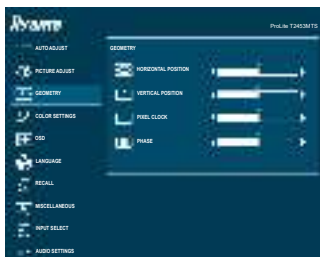 iiyama
ProLite T2453MTS
AUTO ADJUST
PICTURE ADJUST
GEOMETRY
COLOR SETTINGS
OSD
LANGUAGE
RECALL
MISCELLANEOUS
INPUT SELECT
AUDIO SETTINGS
GEOMETRY
HORIZONTAL POSITION
VERTICAL POSITION
PIXEL CLOCK
PHASE